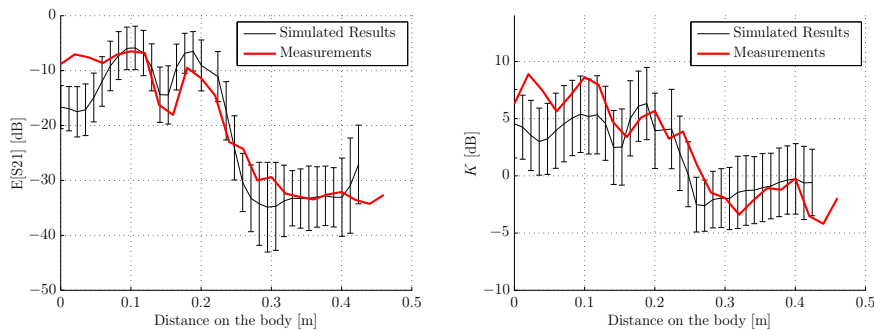 Simulated Results
Measurements
0
−10
−20
−30
−40
−50
E[S21] [dB]
0
0.1
0.2
0.3
0.4
0.5
Distance on the body [m]
Simulated Results
Measurements
10
5
0
−5
−10
K [dB]
0
0.1
0.2
0.3
0.4
0.5
Distance on the body [m]